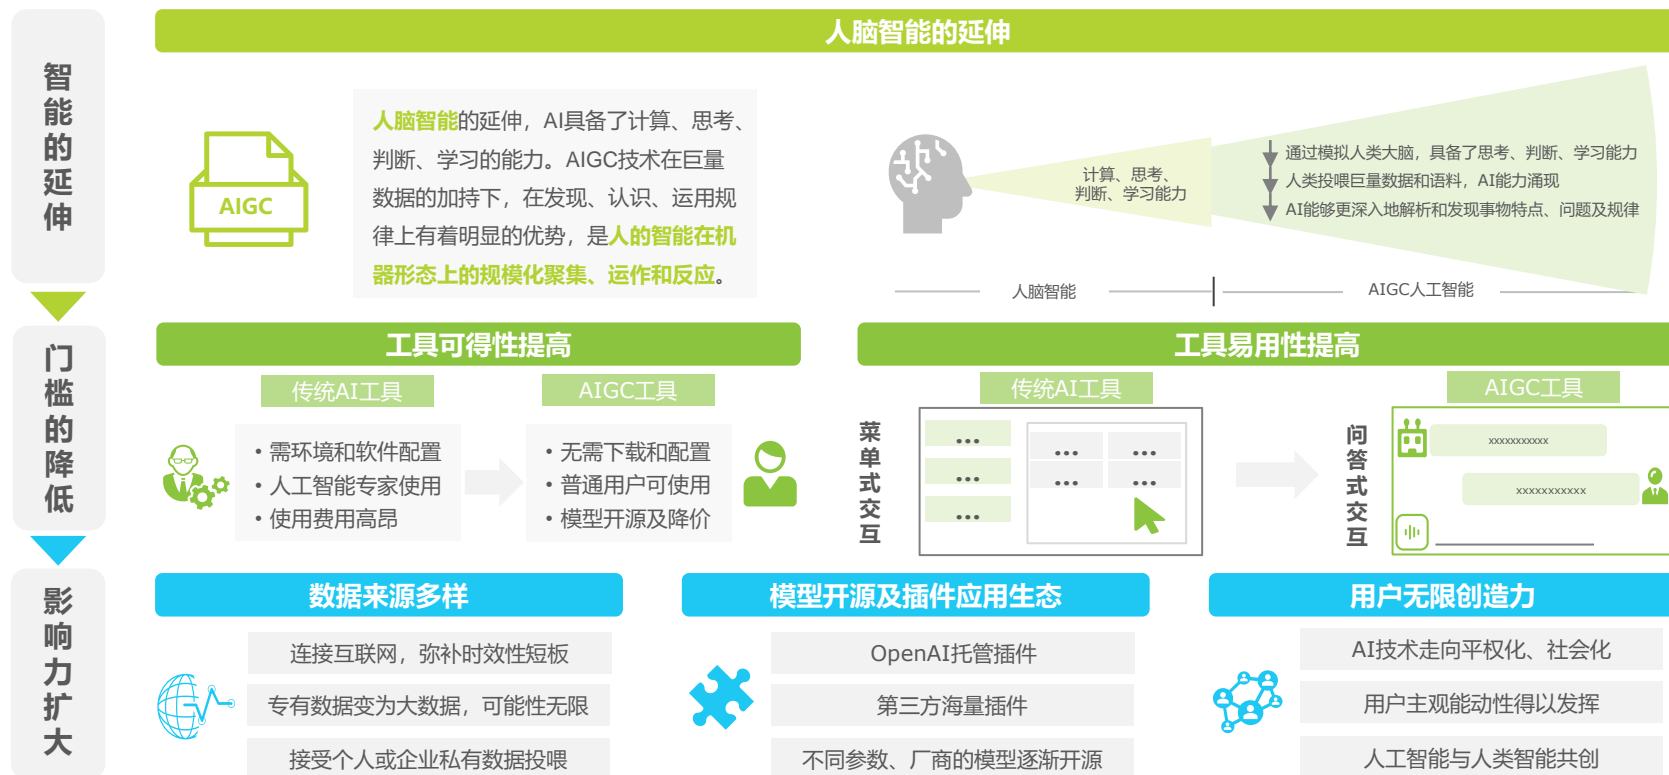 智能的延伸
人脑智能的延伸
AIGC
人脑智能的延伸，AI具备了计算、思考、
判断、学习的能力。AIGC技术在巨量
数据的加持下，在发现、认识、运用规
律上有着明显的优势，是人的智能在机
器形态上的规模化聚集、运作和反应。
计算、思考、
判断、学习能力
通过模拟人类大脑，具备了思考、判断、学习能力
人类投喂巨量数据和语料，AI能力涌现
AI能够更深入地解析和发现事物特点、问题及规律
人脑智能
AIGC人工智能
门槛的降低
工具可得性提高
传统AI工具
AIGC工具
• 需环境和软件配置
• 人工智能专家使用
• 使用费用高昂
• 无需下载和配置
• 普通用户可使用
• 模型开源及降价
工具易用性提高
传统AI工具
AIGC工具
菜单式交互
...
...
...
...
...
...
...
问答式交互
xxxxxxxxxxx
xxxxxxxxxxx
影响力扩大
数据来源多样
连接互联网，弥补时效性短板
专有数据变为大数据，可能性无限
接受个人或企业私有数据投喂
模型开源及插件应用生态
OpenAI托管插件
第三方海量插件
不同参数、厂商的模型逐渐开源
用户无限创造力
AI技术走向平权化、社会化
用户主观能动性得以发挥
人工智能与人类智能共创